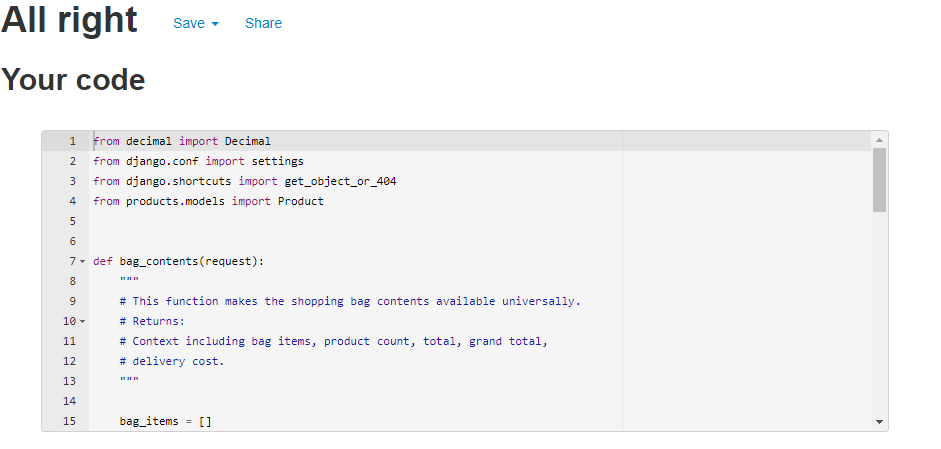 All right Save Share
Your code
1 from decimal import Decimal
2 from django.conf import settings
3 from django.shortcuts import get_object_or_404
4 from products.models import Product
5
6
7 def bag_contents(request):
8 """
9 # This function makes the shopping bag contents available universally.
10 # Returns:
11 # Context including bag items, product count, total, grand total,
12 # delivery cost.
13 """
14
15 bag_items = []